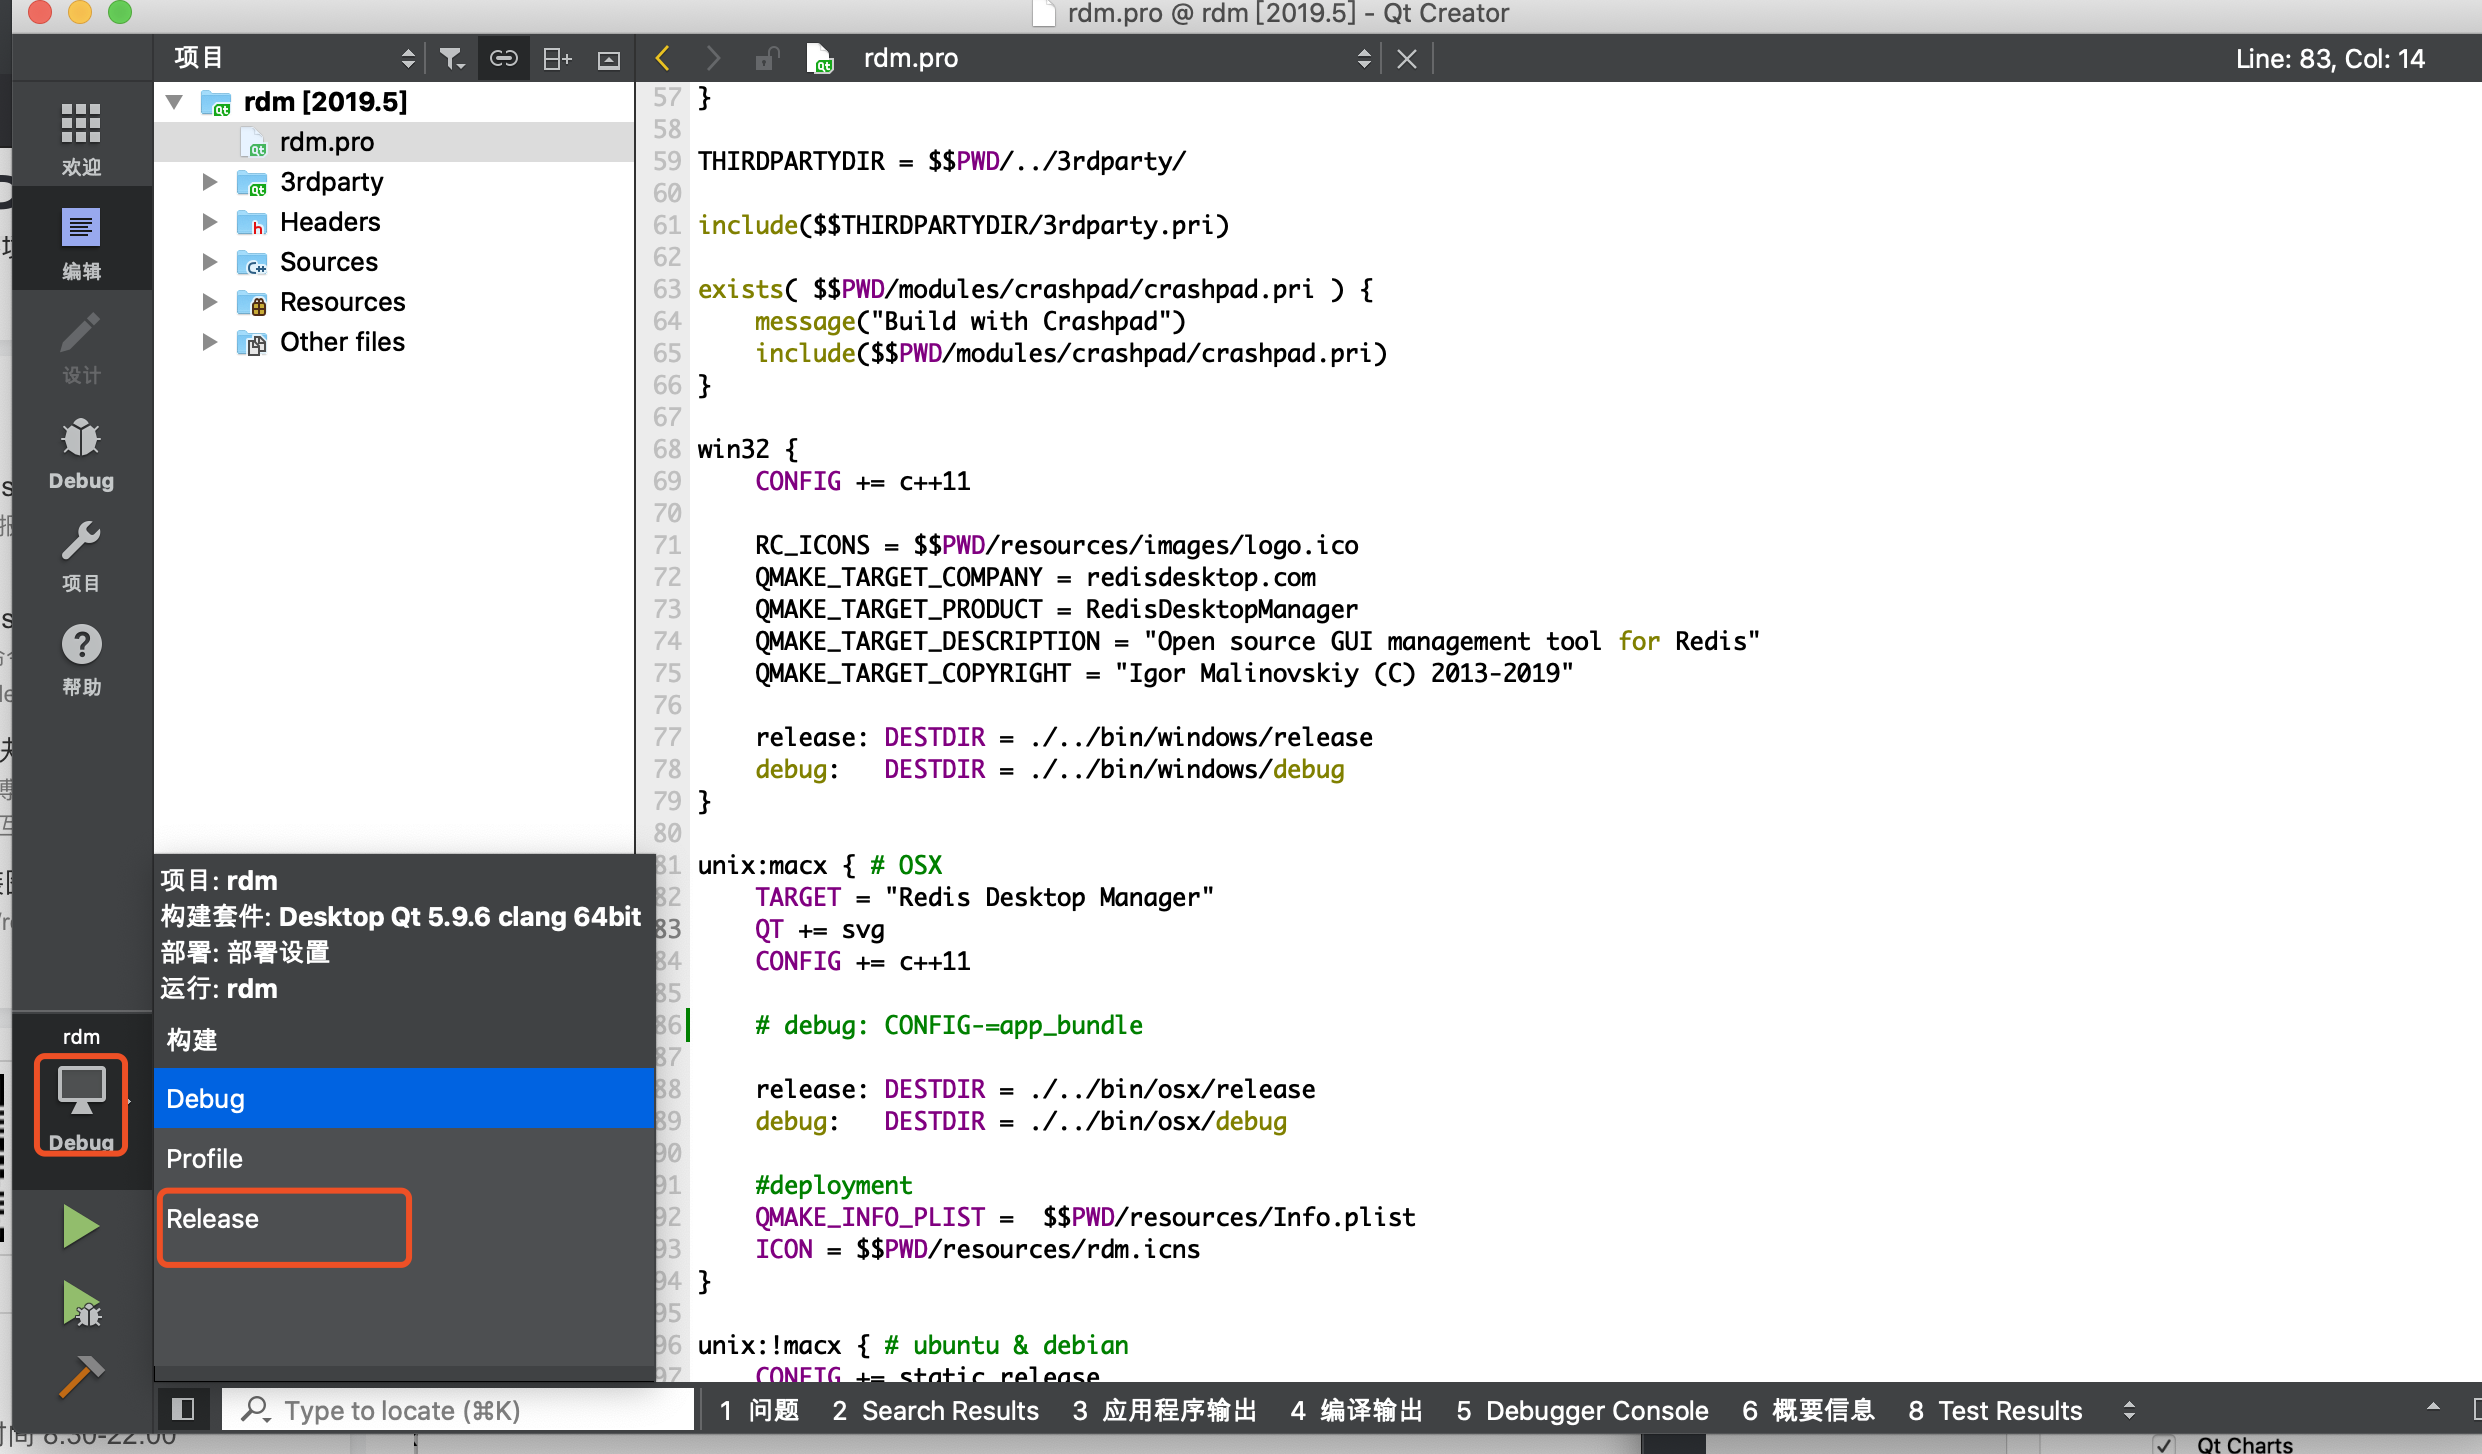 rdm.pro @ rdm [2019.5] - Qt Creator
项目
rdm.pro
Line: 83, Col: 14
欢迎
编辑
设计
Debug
项目
帮助
rdm [2019.5]
rdm.pro
3rdparty
Headers
Sources
Resources
Other files
57 }
58
59 THIRDPARTYDIR = $$PWD/../3rdparty/
60
61 include($$THIRDPARTYDIR/3rdparty.pri)
62
63 exists( $$PWD/modules/crashpad/crashpad.pri ) {
64 message("Build with Crashpad")
65 include($$PWD/modules/crashpad/crashpad.pri)
66 }
67
68 win32 {
69 CONFIG += c++11
70
71 RC_ICONS = $$PWD/resources/images/logo.ico
72 QMAKE_TARGET_COMPANY = redisdesktop.com
73 QMAKE_TARGET_PRODUCT = RedisDesktopManager
74 QMAKE_TARGET_DESCRIPTION = "Open source GUI management tool for Redis"
75 QMAKE_TARGET_COPYRIGHT = "Igor Malinovskiy (C) 2013-2019"
76
77 release: DESTDIR = ./../bin/windows/release
78 debug: DESTDIR = ./../bin/windows/debug
79 }
80
81 unix:macx { # OSX
82 TARGET = "Redis Desktop Manager"
83 QT += svg
84 CONFIG += c++11
85
86 # debug: CONFIG-=app_bundle
87
88 release: DESTDIR = ./../bin/osx/release
89 debug: DESTDIR = ./../bin/osx/debug
90
91 #deployment
92 QMAKE_INFO_PLIST = $$PWD/resources/Info.plist
93 ICON = $$PWD/resources/rdm.icns
94 }
95
96 unix:!macx { # ubuntu & debian
97 CONFIG += static release
项目: rdm
构建套件: Desktop Qt 5.9.6 clang 64bit
部署: 部署设置
运行: rdm
构建
Debug
Profile
Release
rdm
Debug
Type to locate (⌘K)
1 问题
2 Search Results
3 应用程序输出
4 编译输出
5 Debugger Console
6 概要信息
8 Test Results
8:30-22:00
Qt Charts